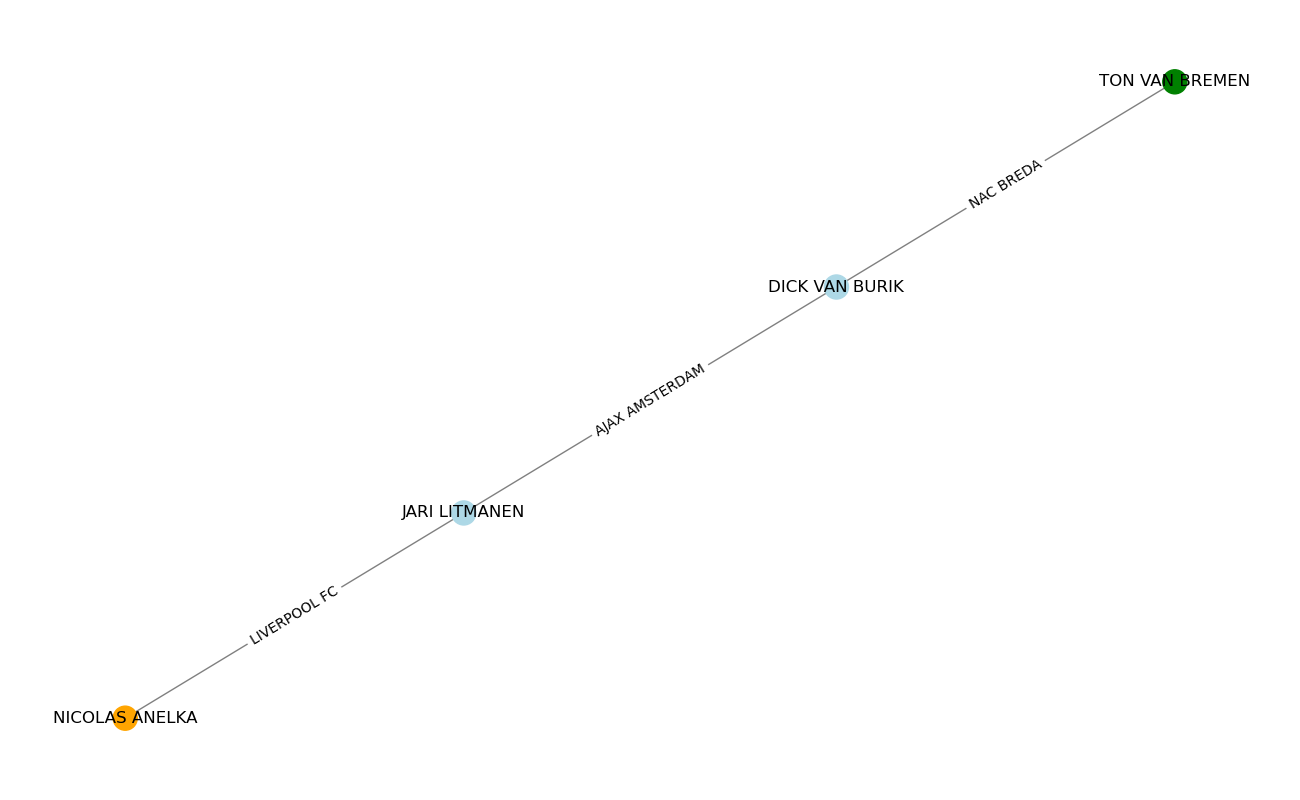 TON VAN BREMEN
NAC BREDA
DICK VAN BURIK
AJAX AMSTERDAM
JARI LITMANEN
LIVERPOOL FC
NICOLAS ANELKA